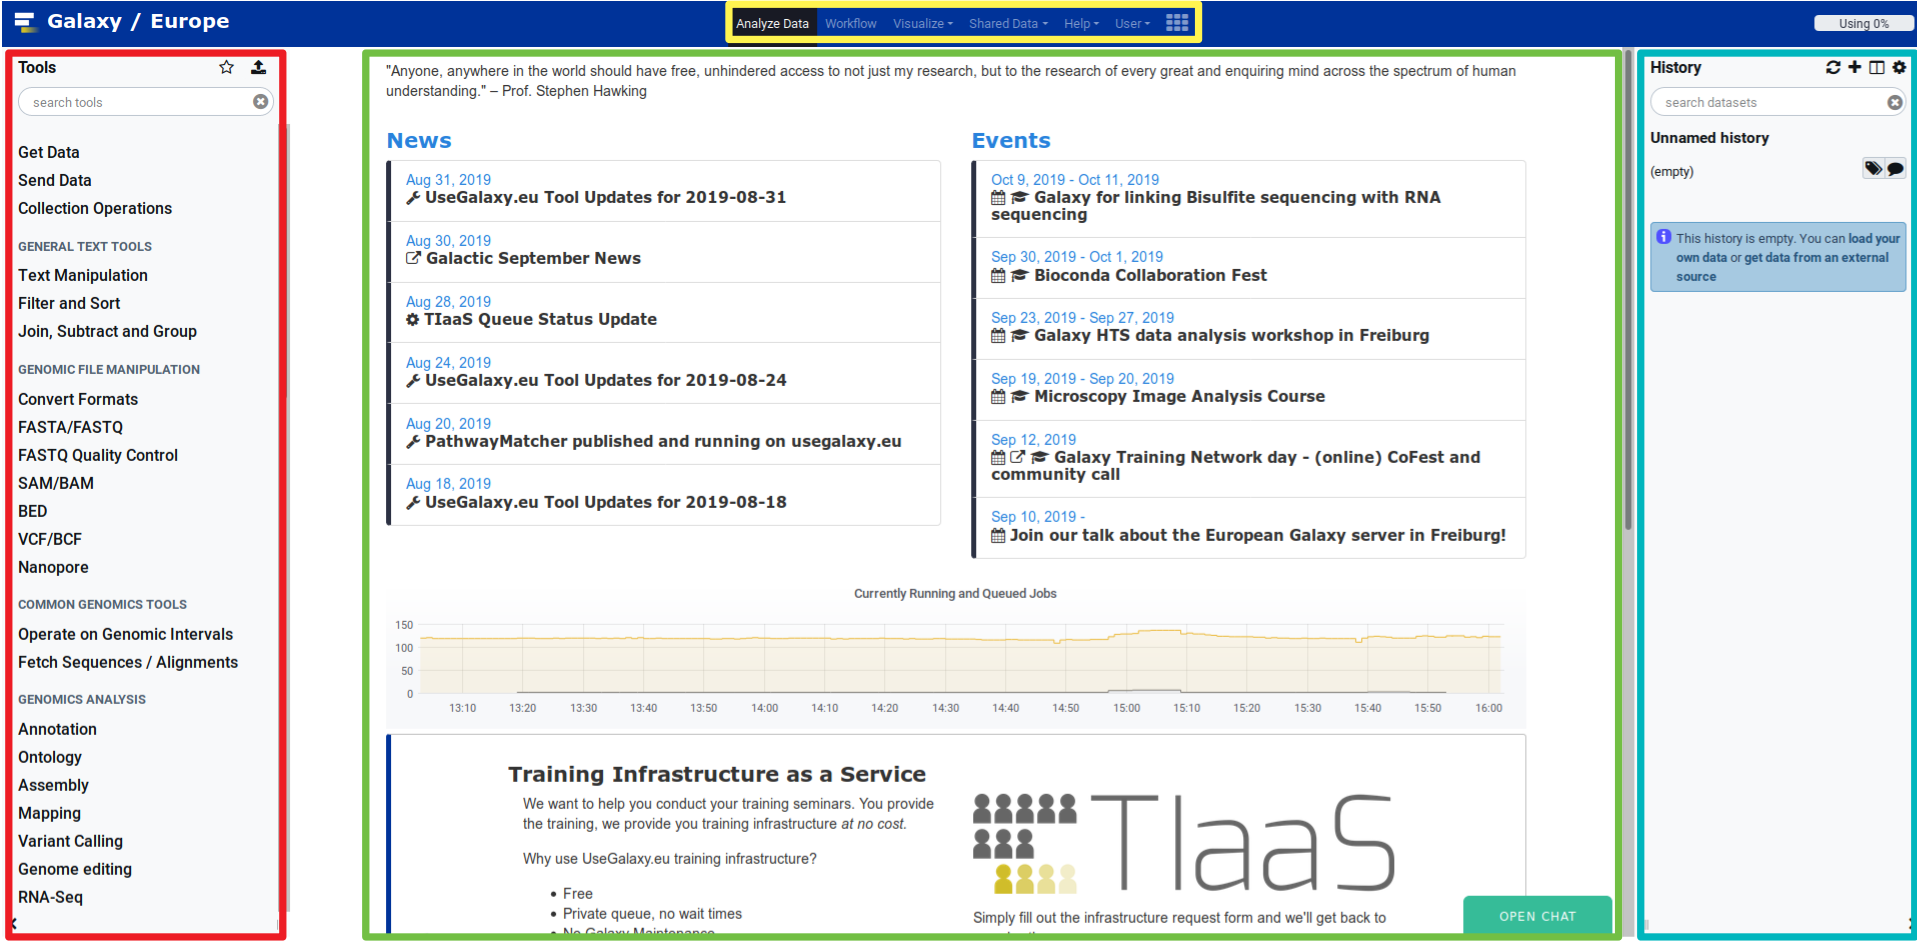 Galaxy / Europe
Analyze Data Workflow Visualize Shared Data Help User
Using 0%
Tools
search tools
Get Data
Send Data
Collection Operations
GENERAL TEXT TOOLS
Text Manipulation
Filter and Sort
Join, Subtract and Group
GENOMIC FILE MANIPULATION
Convert Formats
FASTA/FASTQ
FASTQ Quality Control
SAM/BAM
BED
VCF/BCF
Nanopore
COMMON GENOMICS TOOLS
Operate on Genomic Intervals
Fetch Sequences / Alignments
GENOMICS ANALYSIS
Annotation
Ontology
Assembly
Mapping
Variant Calling
Genome editing
RNA-Seq
"Anyone, anywhere in the world should have free, unhindered access to not just my research, but to the research of every great and enquiring mind across the spectrum of human
understanding." – Prof. Stephen Hawking
News
Aug 31, 2019
UseGalaxy.eu Tool Updates for 2019-08-31
Aug 30, 2019
Galactic September News
Aug 28, 2019
TIaaS Queue Status Update
Aug 24, 2019
UseGalaxy.eu Tool Updates for 2019-08-24
Aug 20, 2019
PathwayMatcher published and running on usegalaxy.eu
Aug 18, 2019
UseGalaxy.eu Tool Updates for 2019-08-18
Events
Oct 9, 2019 - Oct 11, 2019
Galaxy for linking Bisulfite sequencing with RNA
sequencing
Sep 30, 2019 - Oct 1, 2019
Bioconda Collaboration Fest
Sep 23, 2019 - Sep 27, 2019
Galaxy HTS data analysis workshop in Freiburg
Sep 19, 2019 - Sep 20, 2019
Microscopy Image Analysis Course
Sep 12, 2019
Galaxy Training Network day - (online) CoFest and
community call
Sep 10, 2019 -
Join our talk about the European Galaxy server in Freiburg!
Currently Running and Queued Jobs
150
100
50
0
13:10 13:20 13:30 13:40 13:50 14:00 14:10 14:20 14:30 14:40 14:50 15:00 15:10 15:20 15:30 15:40 15:50 16:00
Training Infrastructure as a Service
We want to help you conduct your training seminars. You provide
the training, we provide you training infrastructure at no cost.
Why use UseGalaxy.eu training infrastructure?
• Free
• Private queue, no wait times
• No Galaxy Maintenance
TIaaS
Simply fill out the infrastructure request form and we'll get back to
OPEN CHAT
History
search datasets
Unnamed history
(empty)
This history is empty. You can load your
own data or get data from an external
source